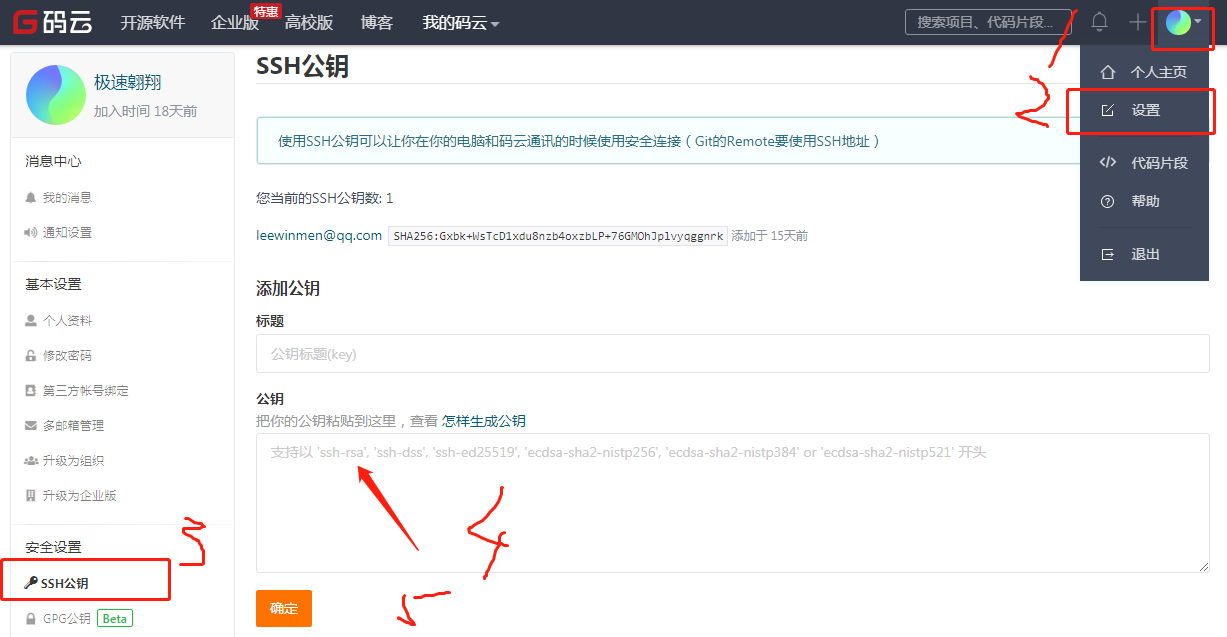 G 码云 开源软件 企业版 特惠 高校版 博客 我的码云 搜索项目、代码片段...
个人主页
设置
代码片段
帮助
退出
极速翱翔
加入时间 18天前
消息中心
我的消息
通知设置
基本设置
个人资料
修改密码
第三方帐号绑定
多邮箱管理
升级为组织
升级为企业版
安全设置
SSH公钥
GPG公钥 Beta
SSH公钥
使用SSH公钥可以让你在你的电脑和码云通讯的时候使用安全连接（Git的Remote要使用SSH地址）
您当前的SSH公钥数: 1
leewinmen@qq.com SHA256:Gxbk+WsTcD1xdu8nzb4oxzbLP+76GMOhJplvyqggnrk 添加于 15天前
添加公钥
标题
公钥标题(key)
公钥
把你的公钥粘贴到这里，查看 怎样生成公钥
支持以 'ssh-rsa', 'ssh-dss', 'ssh-ed25519', 'ecdsa-sha2-nistp256', 'ecdsa-sha2-nistp384' or 'ecdsa-sha2-nistp521' 开头
确定
1
2
3
4
5